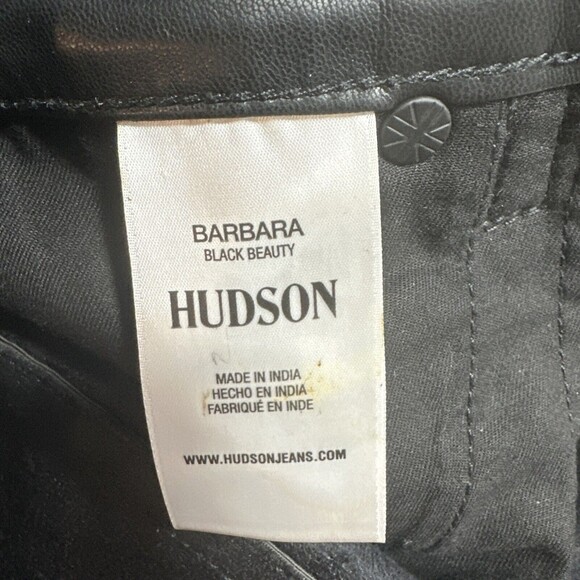 BARBARA
BLACK BEAUTY
HUDSON
MADE IN INDIA
HECHO EN INDIA
FABRIQUÉ EN INDE
WWW.HUDSONJEANS.COM